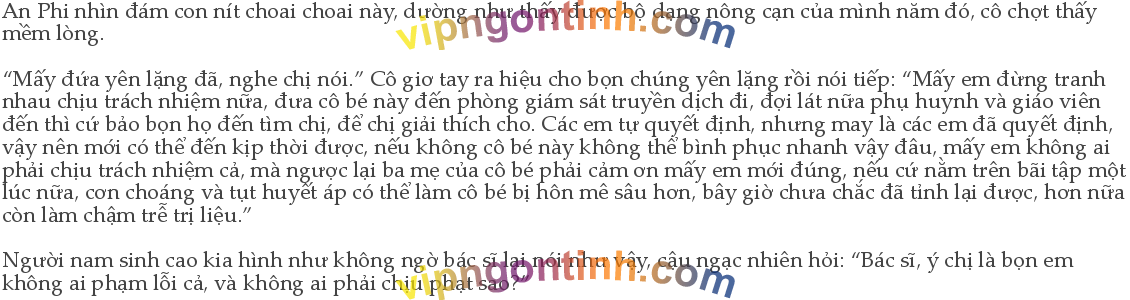 An Phi nhìn đám con nít choai choai này, dường như thấy được bộ dạng nông cạn của mình năm đó, cô chợt thấy
mềm lòng.
“Mấy đứa yên lặng đã, nghe chị nói.” Cô giơ tay ra hiệu cho bọn chúng yên lặng rồi nói tiếp: “Mấy em đừng tranh
nhau chịu trách nhiệm nữa, đưa cô bé này đến phòng giám sát truyền dịch đi, đợi lát nữa phụ huynh và giáo viên
đến thì cứ bảo bọn họ đến tìm chị, để chị giải thích cho. Các em tự quyết định, nhưng may là các em đã quyết định,
vậy nên mới có thể đến kịp thời được, nếu không cô bé này không thể bình phục nhanh vậy đâu, mấy em không ai
phải chịu trách nhiệm cả, mà ngược lại ba mẹ của cô bé phải cảm ơn mấy em mới đúng, nếu cứ nằm trên bãi tập một
lúc nữa, cơn choáng và tụt huyết áp có thể làm cô bé bị hôn mê sâu hơn, bây giờ chưa chắc đã tỉnh lại được, hơn nữa
còn làm chậm trễ trị liệu.”
Người nam sinh cao kia hình như không ngờ bác sĩ lại nói như vậy, cậu ngạc nhiên hỏi: “Bác sĩ, ý chị là bọn em
không ai phạm lỗi cả, và không ai phải chịu phạt sao?”
vipngontinh.com
vipngontinh.com